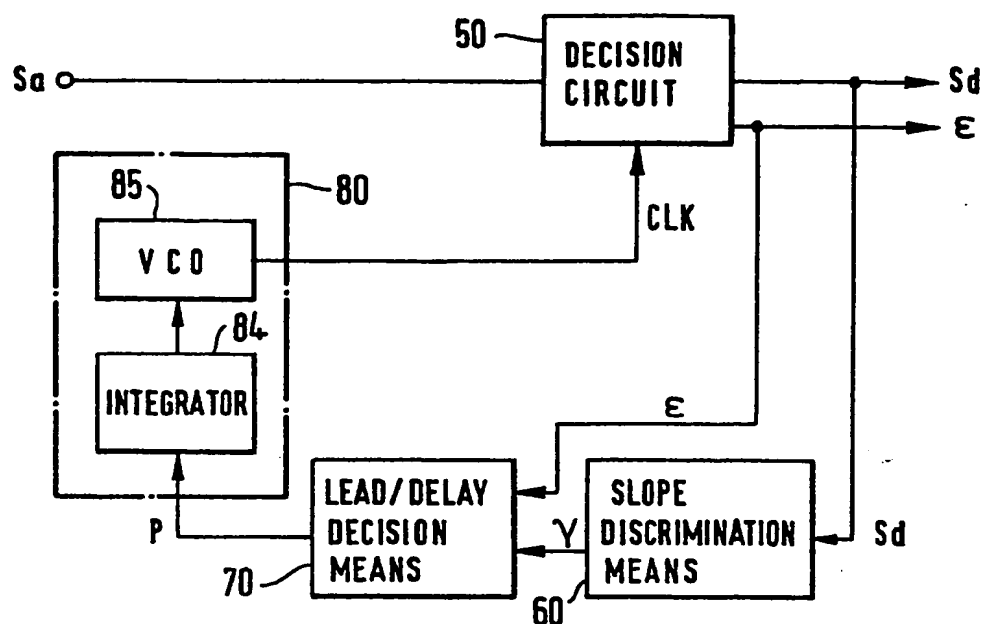 50
DECISION
CIRCUIT
Sa
Sd
ε
85
80
VCO
CLK
84
INTEGRATOR
ε
P
LEAD/DELAY
DECISION
MEANS
γ
SLOPE
DISCRIMINATION
MEANS
Sd
70
60